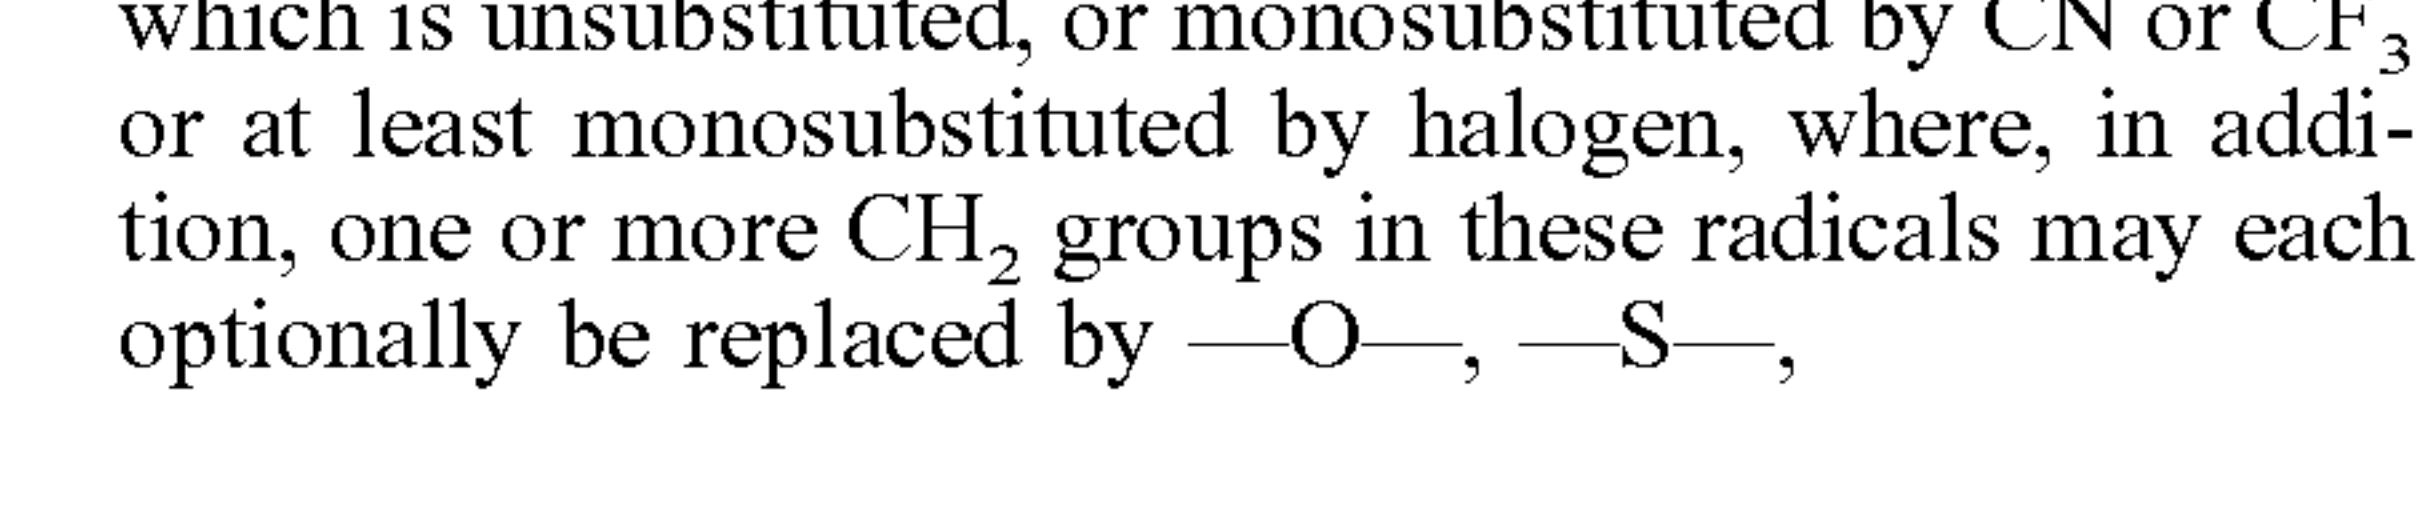 which is unsubstituted, or monosubstituted by CN or CF₃
or at least monosubstituted by halogen, where, in addi-
tion, one or more CH₂ groups in these radicals may each
optionally be replaced by —O—, —S—,